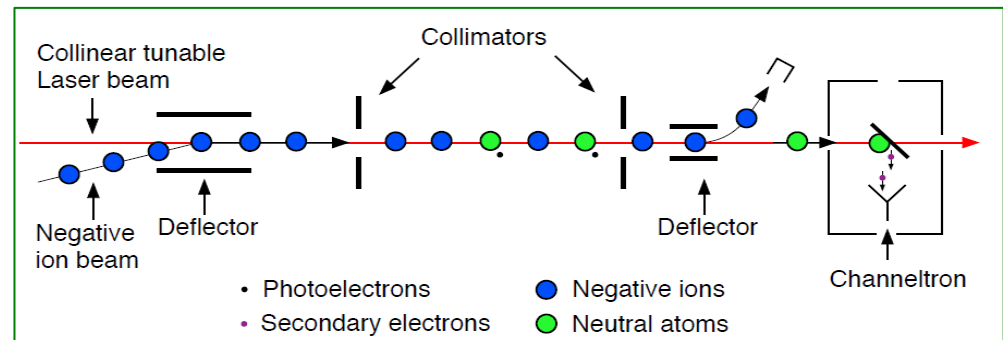 Collinear tunable
Laser beam
Collimators
Negative
ion beam
Deflector
Deflector
Channeltron
Photoelectrons
Negative ions
Secondary electrons
Neutral atoms